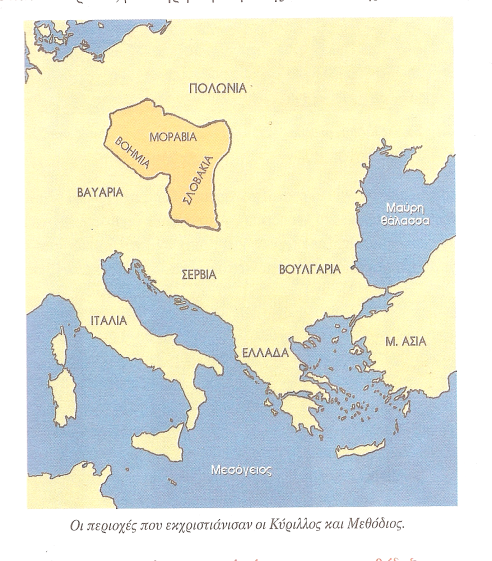 ΠΟΛΩΝΙΑ
ΜΟΡΑΒΙΑ
ΒΟΗΜΙΑ
ΣΛΟΒΑΚΙΑ
ΒΑΥΑΡΙΑ
Μαύρη
θάλασσα
ΣΕΡΒΙΑ
ΒΟΥΛΓΑΡΙΑ
ΙΤΑΛΙΑ
ΕΛΛΑΔΑ
Μ. ΑΣΙΑ
Μεσόγειος
Οι περιοχές που εκχριστιάνισαν οι Κύριλλος και Μεθόδιος.